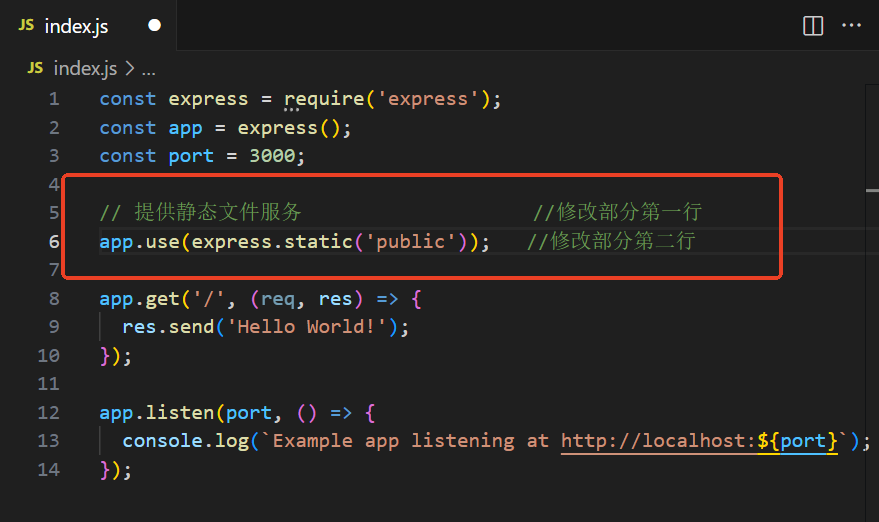 JS index.js
JS index.js > ...
1 const express = require('express');
2 const app = express();
3 const port = 3000;
4
5 // 提供静态文件服务 //修改部分第一行
6 app.use(express.static('public')); //修改部分第二行
7
8 app.get('/', (req, res) => {
9 res.send('Hello World!');
10 });
11
12 app.listen(port, () => {
13 console.log(`Example app listening at http://localhost:${port}`);
14 });